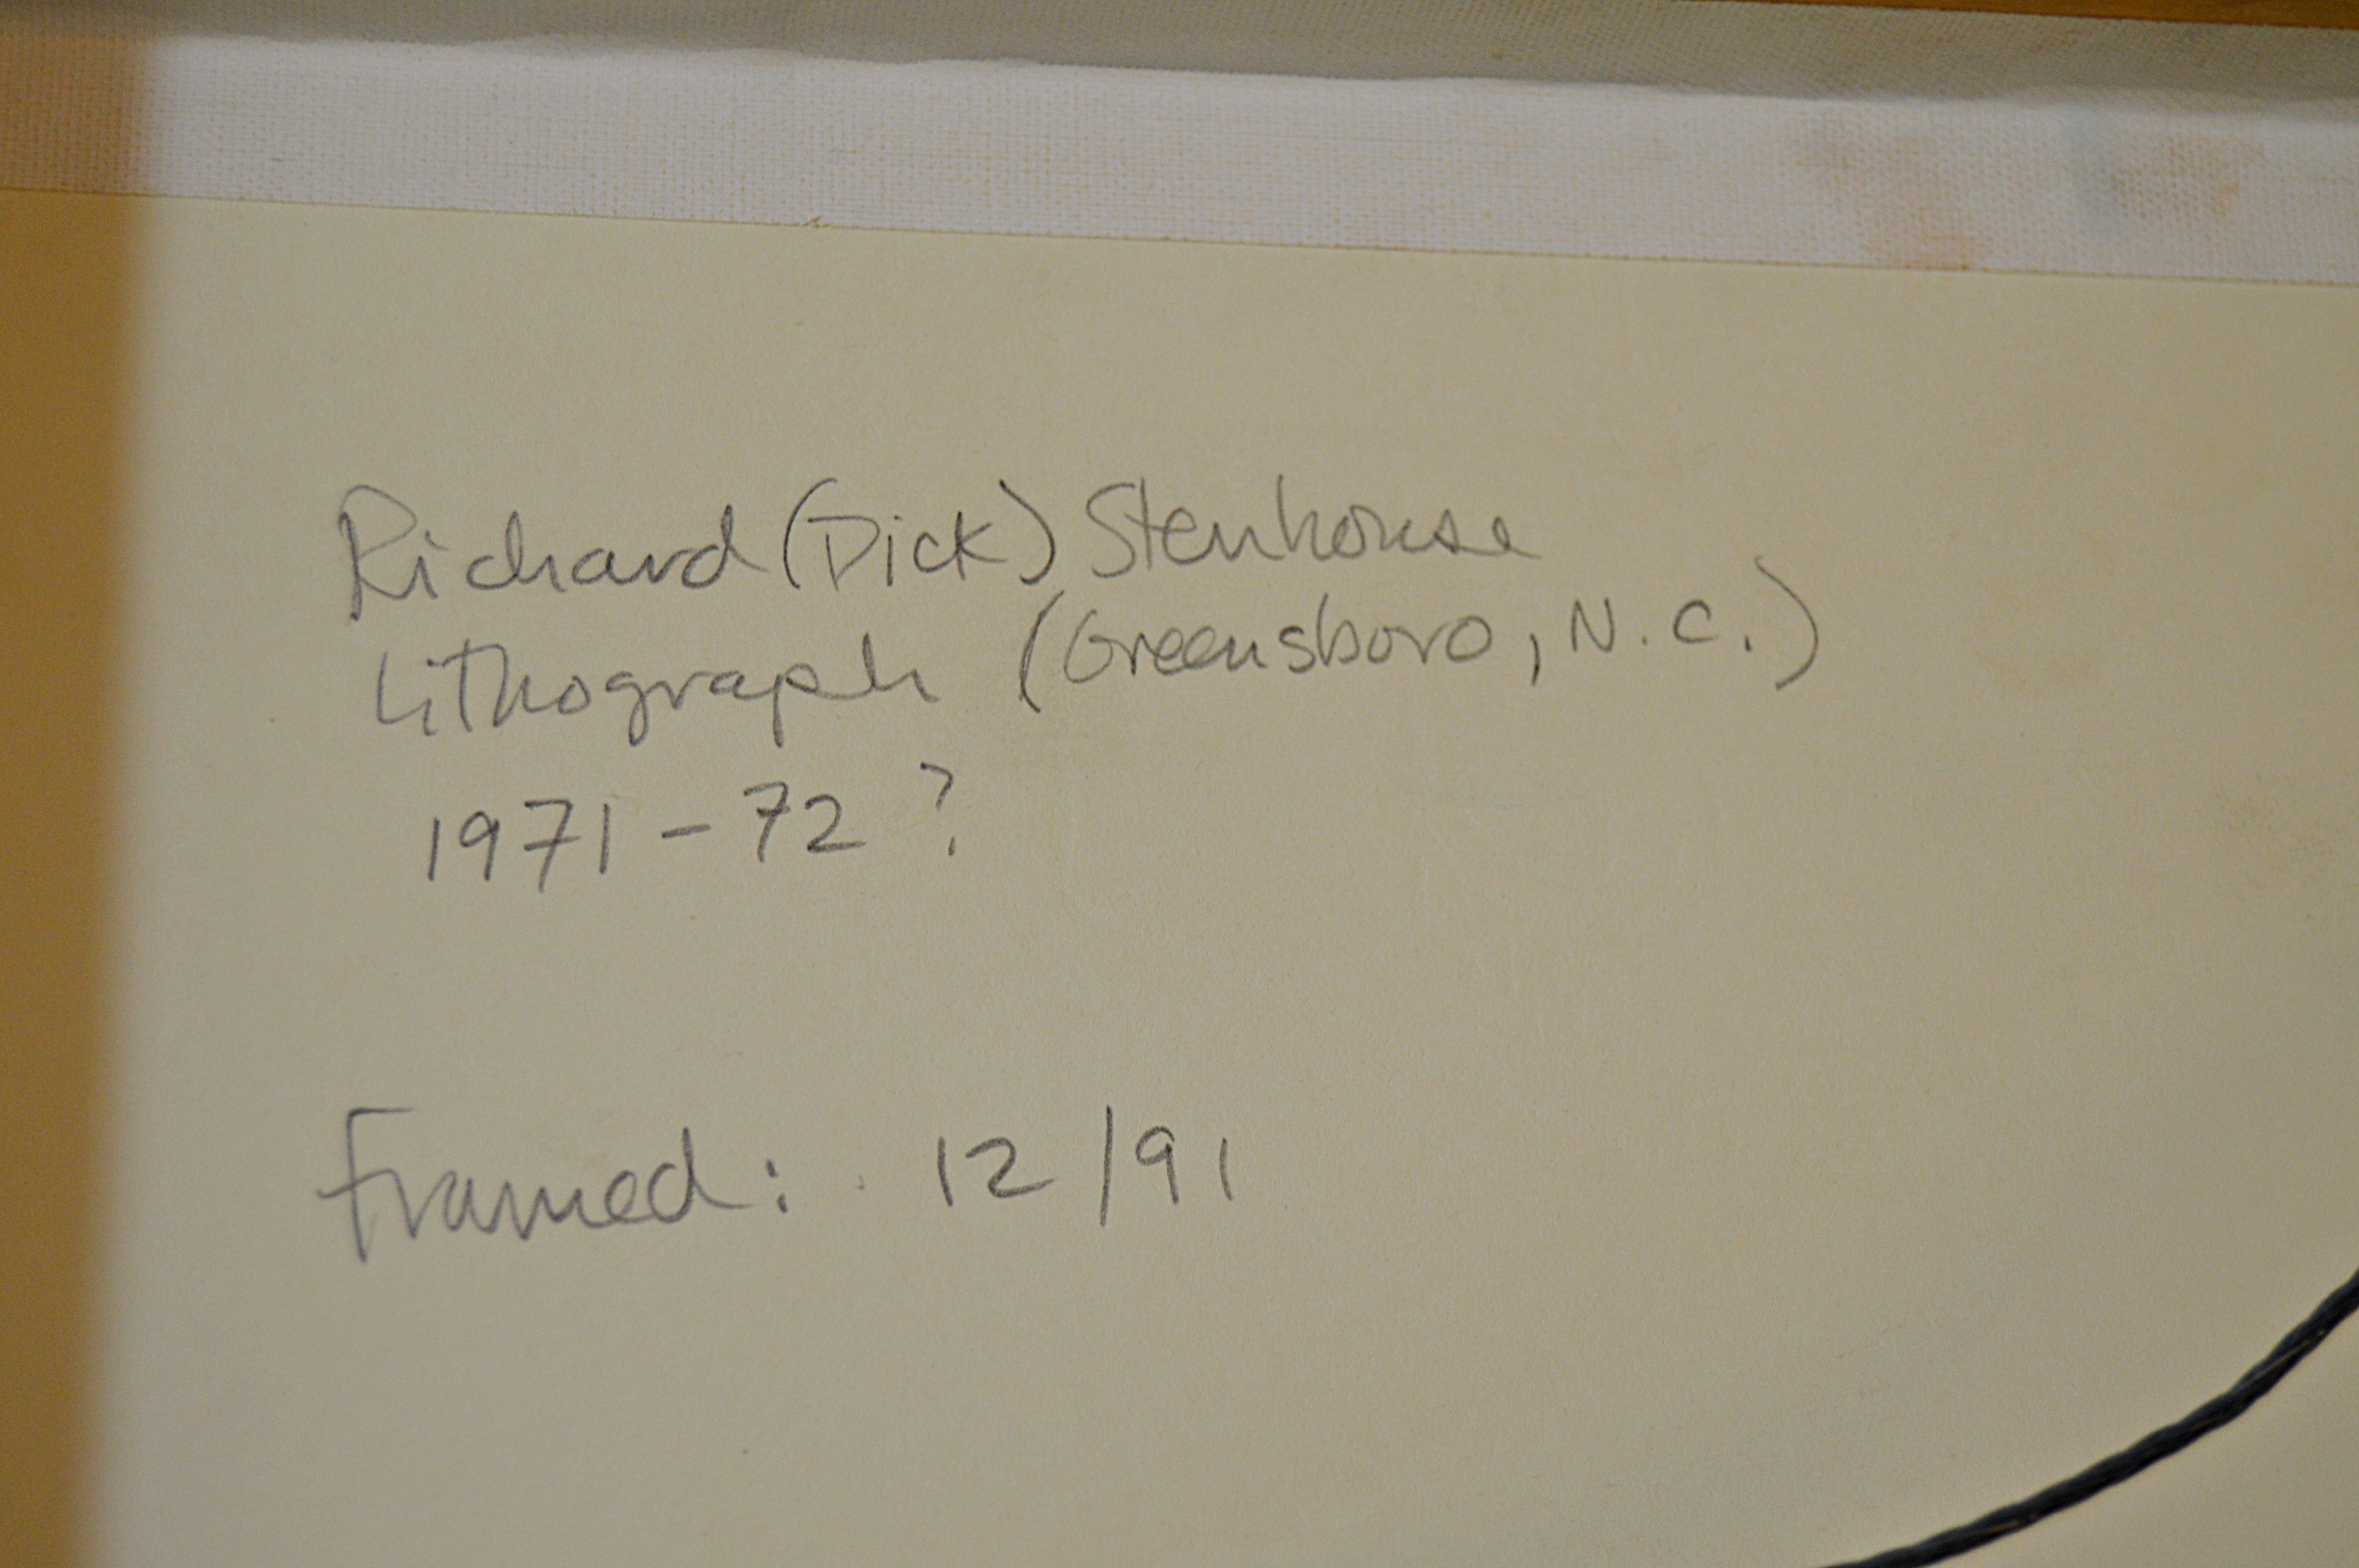 Richard (Dick) Stenhouse
Lithograph (Greensboro, N.C.)
1971-72?
Framed: 12/91